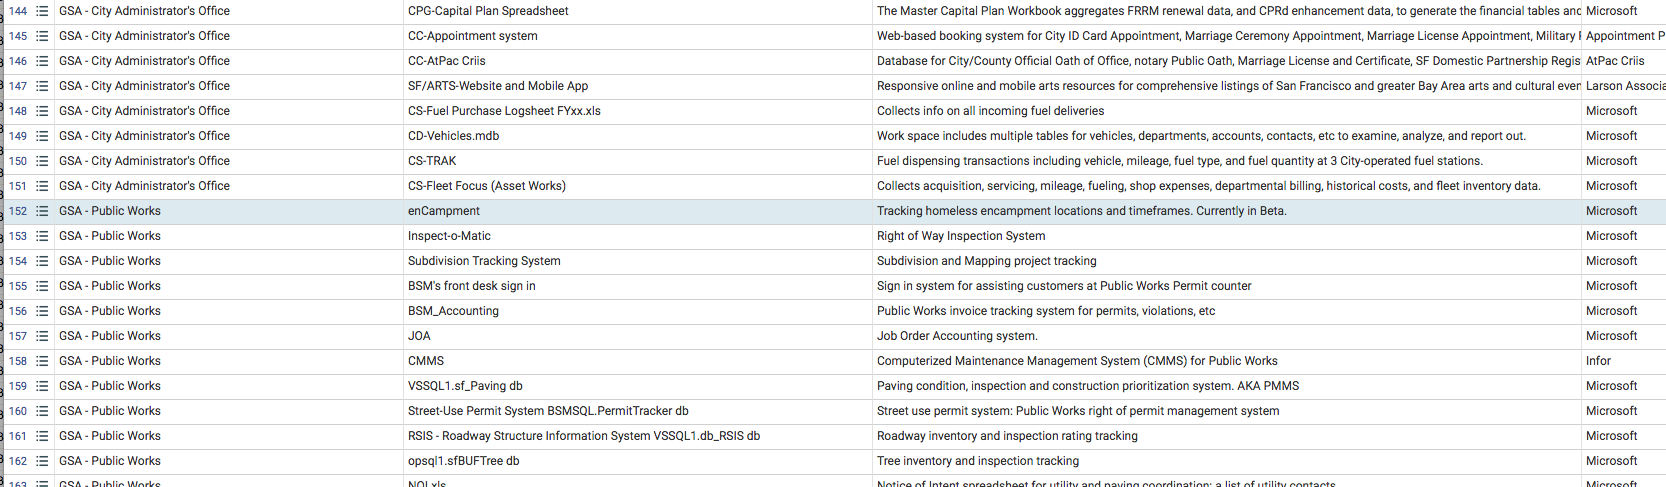 144 GSA - City Administrator's Office CPG-Capital Plan Spreadsheet The Master Capital Plan Workbook aggregates FRRM renewal data, and CPRd enhancement data, to generate the financial tables and Microsoft
145 GSA - City Administrator's Office CC-Appointment system Web-based booking system for City ID Card Appointment, Marriage Ceremony Appointment, Marriage License Appointment, Military Appointment P
146 GSA - City Administrator's Office CC-AtPac Criis Database for City/County Official Oath of Office, notary Public Oath, Marriage License and Certificate, SF Domestic Partnership Regis AtPac Criis
147 GSA - City Administrator's Office SF/ARTS-Website and Mobile App Responsive online and mobile arts resources for comprehensive listings of San Francisco and greater Bay Area arts and cultural even Larson Associa
148 GSA - City Administrator's Office CS-Fuel Purchase Logsheet FYxx.xls Collects info on all incoming fuel deliveries Microsoft
149 GSA - City Administrator's Office CD-Vehicles.mdb Work space includes multiple tables for vehicles, departments, accounts, contacts, etc to examine, analyze, and report out. Microsoft
150 GSA - City Administrator's Office CS-TRAK Fuel dispensing transactions including vehicle, mileage, fuel type, and fuel quantity at 3 City-operated fuel stations. Microsoft
151 GSA - City Administrator's Office CS-Fleet Focus (Asset Works) Collects acquisition, servicing, mileage, fueling, shop expenses, departmental billing, historical costs, and fleet inventory data. Microsoft
152 GSA - Public Works enCampment Tracking homeless encampment locations and timeframes. Currently in Beta. Microsoft
153 GSA - Public Works Inspect-o-Matic Right of Way Inspection System Microsoft
154 GSA - Public Works Subdivision Tracking System Subdivision and Mapping project tracking Microsoft
155 GSA - Public Works BSM's front desk sign in Sign in system for assisting customers at Public Works Permit counter Microsoft
156 GSA - Public Works BSM_Accounting Public Works invoice tracking system for permits, violations, etc Microsoft
157 GSA - Public Works JOA Job Order Accounting system. Microsoft
158 GSA - Public Works CMMS Computerized Maintenance Management System (CMMS) for Public Works Infor
159 GSA - Public Works VSSQL1.sf_Paving db Paving condition, inspection and construction prioritization system. AKA PMMS Microsoft
160 GSA - Public Works Street-Use Permit System BSMSQL.PermitTracker db Street use permit system: Public Works right of permit management system Microsoft
161 GSA - Public Works RSIS - Roadway Structure Information System VSSQL1.db_RSIS db Roadway inventory and inspection rating tracking Microsoft
162 GSA - Public Works opsql1.sfBUFTree db Tree inventory and inspection tracking Microsoft
163 GSA - Public Works NOI.xls Notice of Intent spreadsheet for utility and paving coordination; a list of utility contacts Microsoft